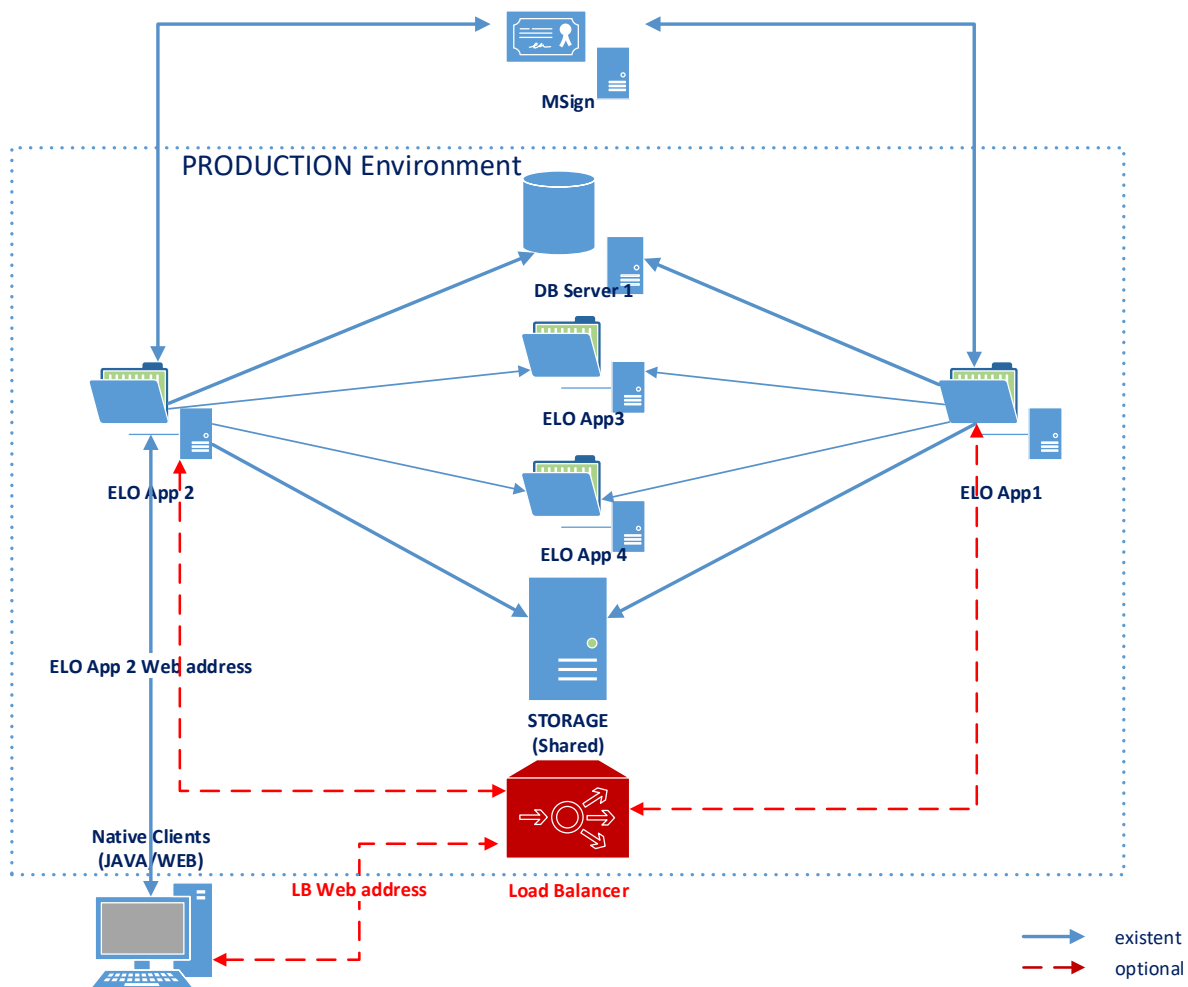 MSign
PRODUCTION Environment
DB Server 1
ELO App3
ELO App 2
ELO App1
ELO App 4
ELO App 2 Web address
STORAGE
(Shared)
Native Clients
(JAVA/WEB)
LB Web address
Load Balancer
existent
optional